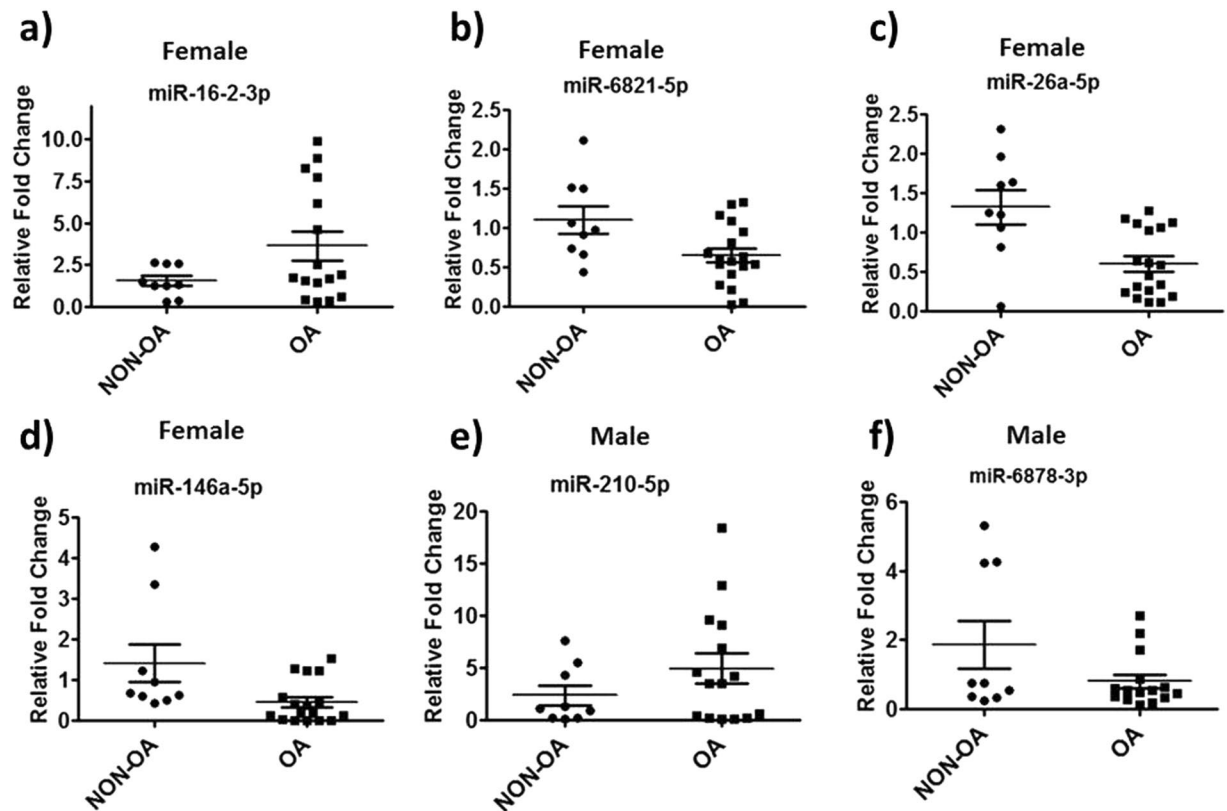 a)
Female
miR-16-2-3p
Relative Fold Change
10.0
7.5
5.0
2.5
0.0
NON-OA
OA
b)
Female
miR-6821-5p
Relative Fold Change
2.5
2.0
1.5
1.0
0.5
0.0
NON-OA
OA
c)
Female
miR-26a-5p
Relative Fold Change
2.5
2.0
1.5
1.0
0.5
0.0
NON-OA
OA
d)
Female
miR-146a-5p
Relative Fold Change
5
4
3
2
1
0
NON-OA
OA
e)
Male
miR-210-5p
Relative Fold Change
20
15
10
5
0
NON-OA
OA
f)
Male
miR-6878-3p
Relative Fold Change
6
4
2
0
NON-OA
OA